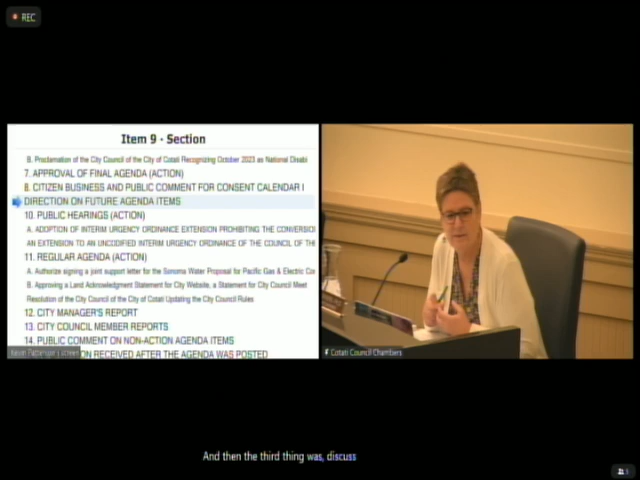 REC
Item 9 - Section
B. Proclamation of the City Council of the City of Cotati Recognizing October 2023 as National Disabi
7. APPROVAL OF FINAL AGENDA (ACTION)
8. CITIZEN BUSINESS AND PUBLIC COMMENT FOR CONSENT CALENDAR I
DIRECTION ON FUTURE AGENDA ITEMS
10. PUBLIC HEARINGS (ACTION)
A. ADOPTION OF INTERIM URGENCY ORDINANCE EXTENSION PROHIBITING THE CONVERSIO
AN EXTENSION TO AN UNCODIFIED INTERIM URGENCY ORDINANCE OF THE COUNCIL OF TH
11. REGULAR AGENDA (ACTION)
A. Authorize signing a joint support letter for the Sonoma Water Proposal for Pacific Gas & Electric Co
B. Approving a Land Acknowledgment Statement for City Website, a Statement for City Council Meet
Resolution of the City Council of the City of Cotati Updating the City Council Rules
12. CITY MANAGER'S REPORT
13. CITY COUNCIL MEMBER REPORTS
14. PUBLIC COMMENT ON NON-ACTION AGENDA ITEMS
ON RECEIVED AFTER THE AGENDA WAS POSTED
Cotati Council Chambers
And then the third thing was, discuss